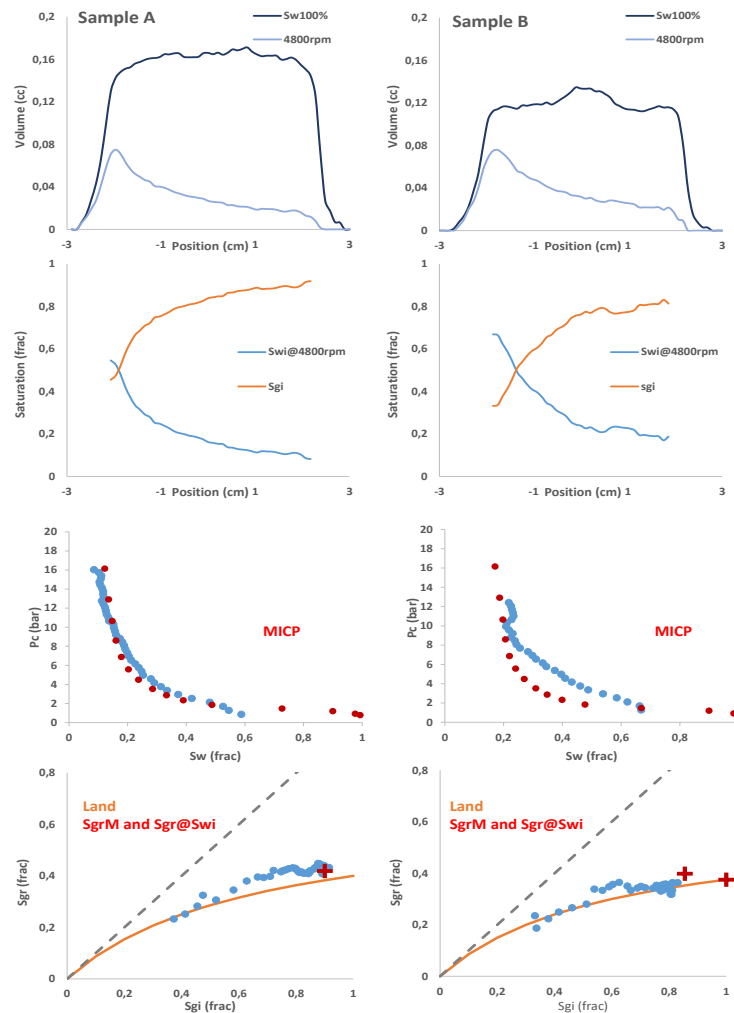 Sample A
Sw100%
4800rpm
0,2
0,16
0,12
0,08
0,04
0
Volume (cc)
-3
-1
1
3
Position (cm)
Sample B
Sw100%
4800rpm
0,2
0,16
0,12
0,08
0,04
0
Volume (cc)
-3
-1
1
3
Position (cm)
1
0,8
0,6
0,4
0,2
0
Saturation (frac)
Swi@4800rpm
Sgi
-3
-1
1
3
Position (cm)
1
0,8
0,6
0,4
0,2
0
Saturation (frac)
Swi@4800rpm
sgi
-3
-1
1
3
Position (cm)
20
18
16
14
12
10
8
6
4
2
0
Pc (bar)
MICP
0
0,2
0,4
0,6
0,8
1
Sw (frac)
20
18
16
14
12
10
8
6
4
2
0
Pc (bar)
MICP
0
0,2
0,4
0,6
0,8
Sw (frac)
0,8
0,6
0,4
0,2
0
Sgr (frac)
Land
SgrM and Sgr@Swi
0
0,2
0,4
0,6
0,8
1
Sgi (frac)
0,8
0,6
0,4
0,2
0
Sgr (frac)
Land
SgrM and Sgr@Swi
0
0,2
0,4
0,6
0,8
1
Sgi (frac)